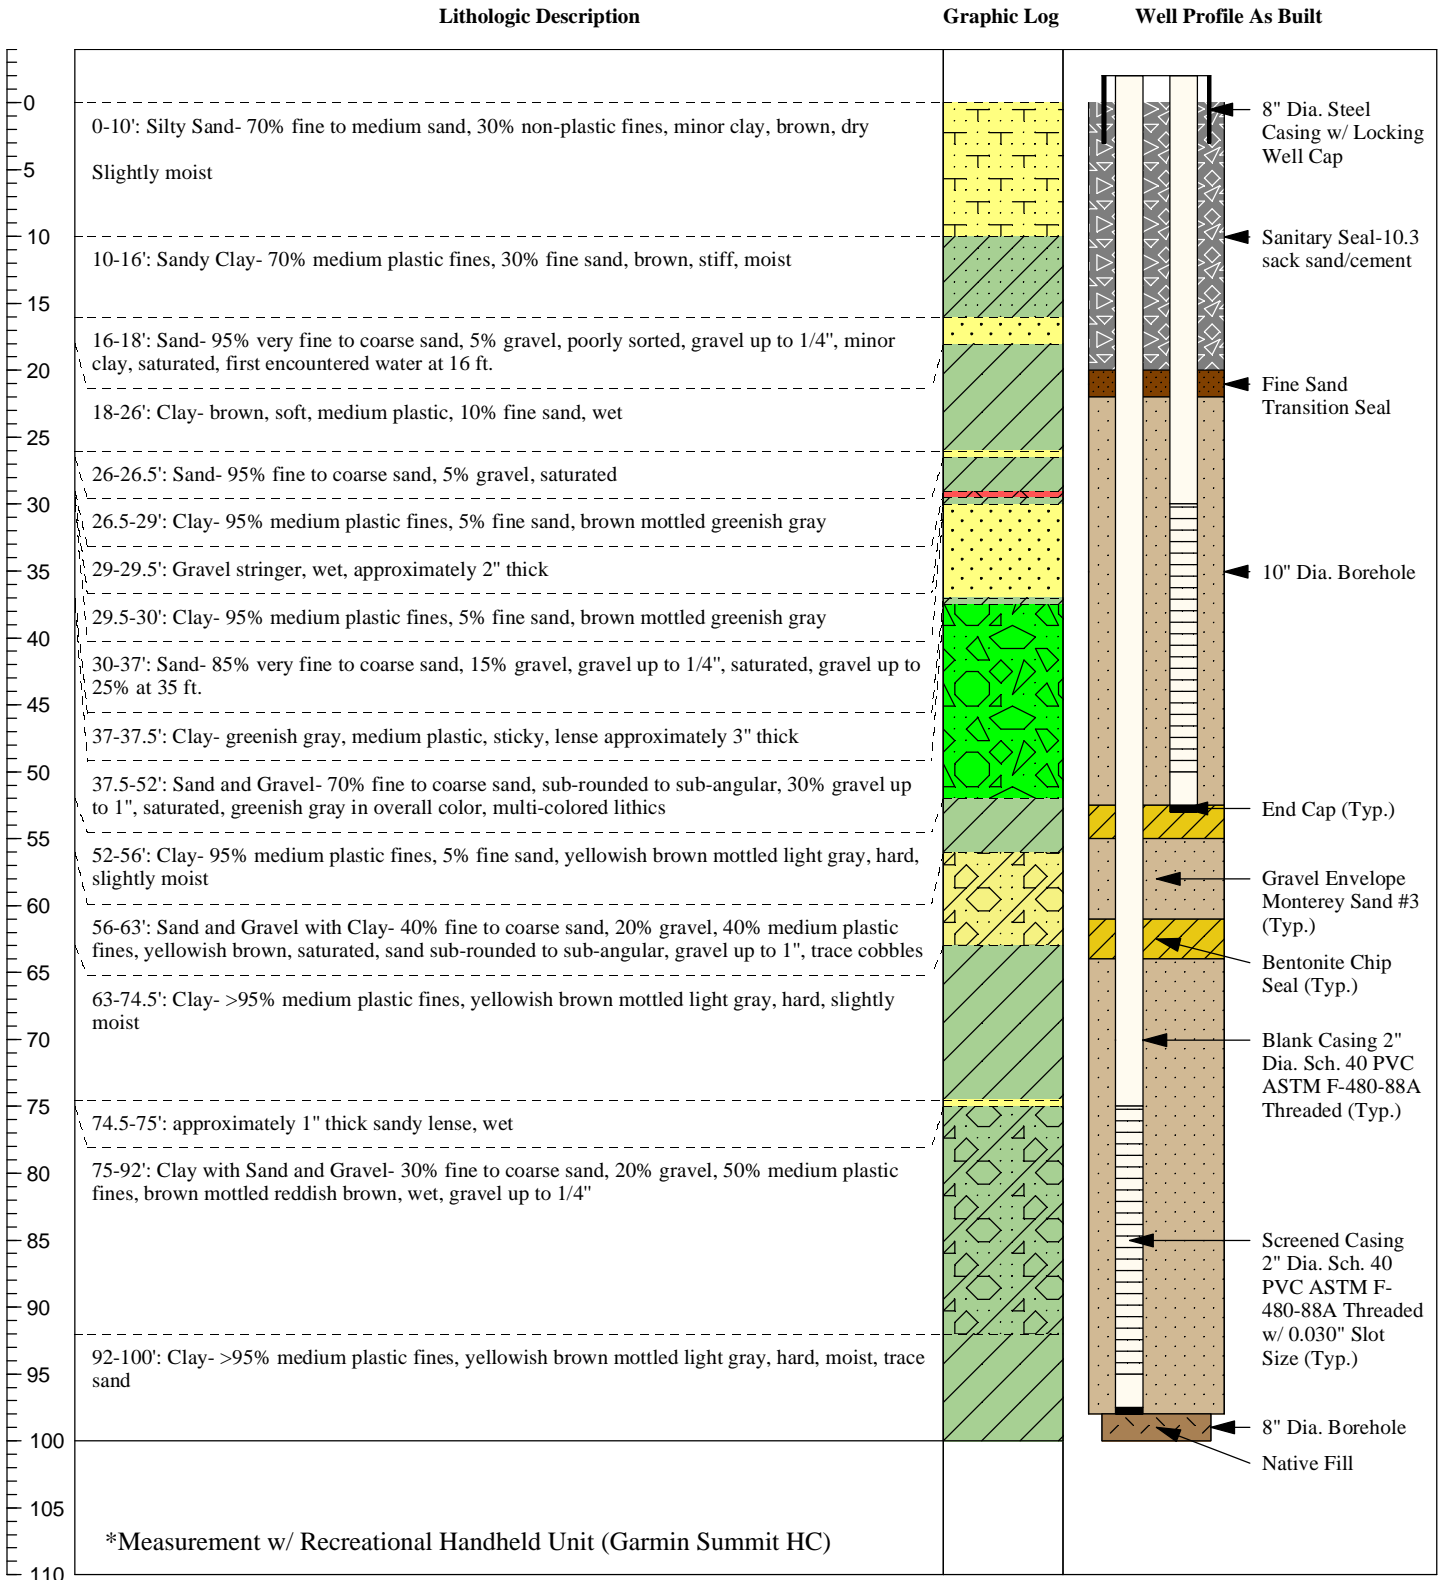 Lithologic Description
Graphic Log
Well Profile As Built
0
5
10
15
20
25
30
35
40
45
50
55
60
65
70
75
80
85
90
95
100
105
110
0-10': Silty Sand- 70% fine to medium sand, 30% non-plastic fines, minor clay, brown, dry
Slightly moist
10-16': Sandy Clay- 70% medium plastic fines, 30% fine sand, brown, stiff, moist
16-18': Sand- 95% very fine to coarse sand, 5% gravel, poorly sorted, gravel up to 1/4", minor
clay, saturated, first encountered water at 16 ft.
18-26': Clay- brown, soft, medium plastic, 10% fine sand, wet
26-26.5': Sand- 95% fine to coarse sand, 5% gravel, saturated
26.5-29': Clay- 95% medium plastic fines, 5% fine sand, brown mottled greenish gray
29-29.5': Gravel stringer, wet, approximately 2" thick
29.5-30': Clay- 95% medium plastic fines, 5% fine sand, brown mottled greenish gray
30-37': Sand- 85% very fine to coarse sand, 15% gravel, gravel up to 1/4", saturated, gravel up to
25% at 35 ft.
37-37.5': Clay- greenish gray, medium plastic, sticky, lense approximately 3" thick
37.5-52': Sand and Gravel- 70% fine to coarse sand, sub-rounded to sub-angular, 30% gravel up
to 1", saturated, greenish gray in overall color, multi-colored lithics
52-56': Clay- 95% medium plastic fines, 5% fine sand, yellowish brown mottled light gray, hard,
slightly moist
56-63': Sand and Gravel with Clay- 40% fine to coarse sand, 20% gravel, 40% medium plastic
fines, yellowish brown, saturated, sand sub-rounded to sub-angular, gravel up to 1", trace cobbles
63-74.5': Clay- >95% medium plastic fines, yellowish brown mottled light gray, hard, slightly
moist
74.5-75': approximately 1" thick sandy lense, wet
75-92': Clay with Sand and Gravel- 30% fine to coarse sand, 20% gravel, 50% medium plastic
fines, brown mottled reddish brown, wet, gravel up to 1/4"
92-100': Clay- >95% medium plastic fines, yellowish brown mottled light gray, hard, moist, trace
sand
*Measurement w/ Recreational Handheld Unit (Garmin Summit HC)
8" Dia. Steel
Casing w/ Locking
Well Cap
Sanitary Seal-10.3
sack sand/cement
Fine Sand
Transition Seal
10" Dia. Borehole
End Cap (Typ.)
Gravel Envelope
Monterey Sand #3
(Typ.)
Bentonite Chip
Seal (Typ.)
Blank Casing 2"
Dia. Sch. 40 PVC
ASTM F-480-88A
Threaded (Typ.)
Screened Casing
2" Dia. Sch. 40
PVC ASTM F-
480-88A Threaded
w/ 0.030" Slot
Size (Typ.)
8" Dia. Borehole
Native Fill